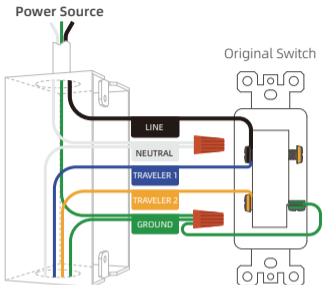 Power Source
Original Switch
LINE
NEUTRAL
TRAVELER 1
TRAVELER 2
GROUND